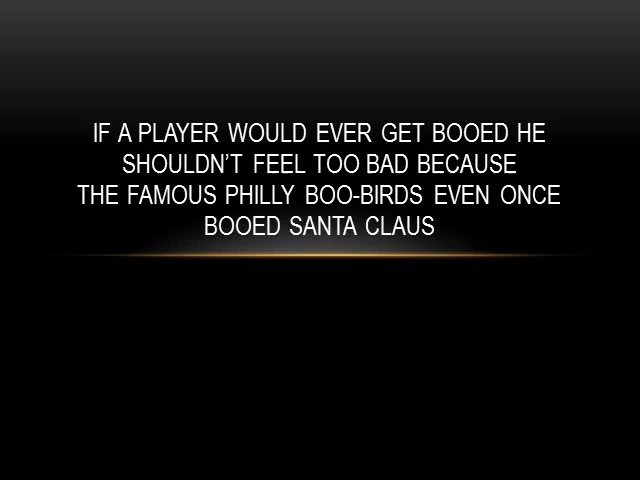 IF A PLAYER WOULD EVER GET BOOED HE
SHOULDN'T FEEL TOO BAD BECAUSE
THE FAMOUS PHILLY BOO-BIRDS EVEN ONCE
BOOED SANTA CLAUS